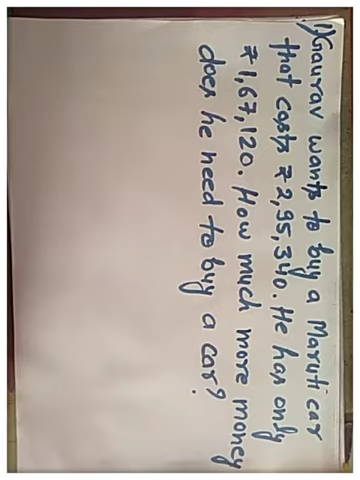 1) Gaurav wants to buy a Maruti car
that costs ₹ 2,95,340. He has only
₹ 1,67,120. How much more money
does he need to buy a car?